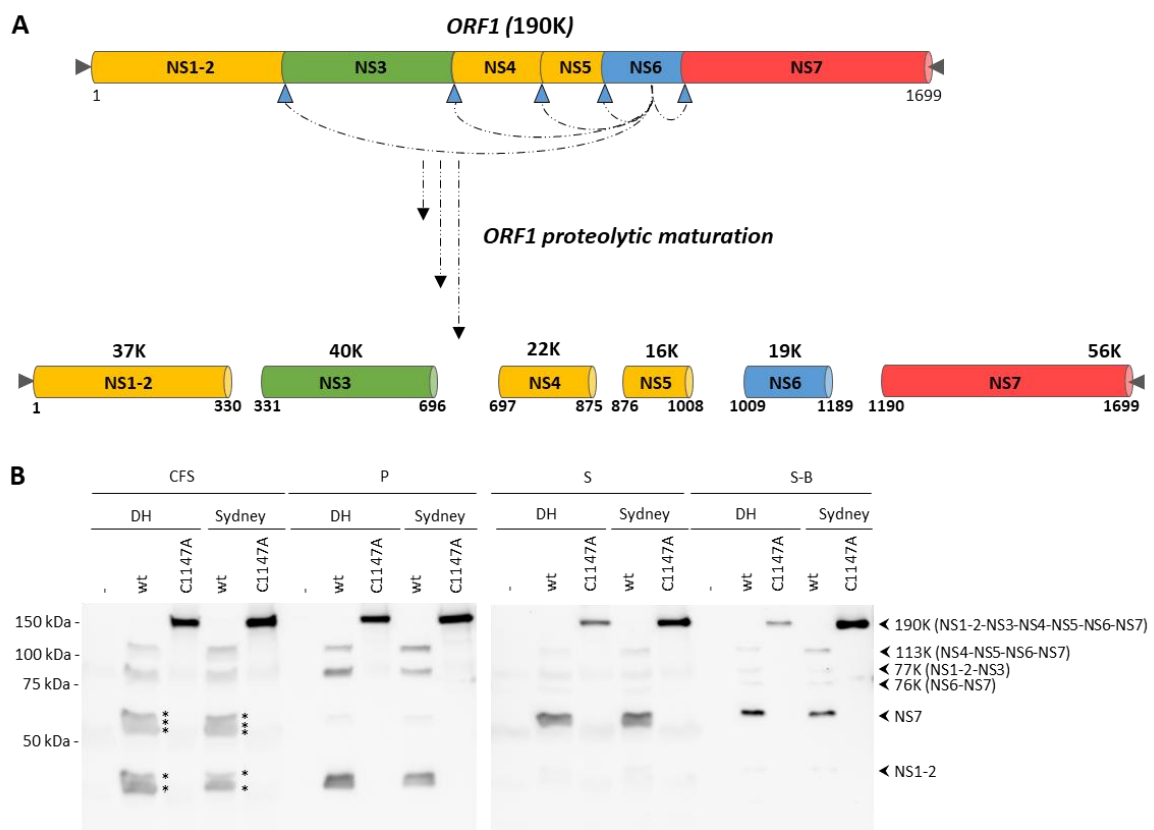 A
ORF1 (190K)
NS1-2 NS3 NS4 NS5 NS6 NS7
1 1699
ORF1 proteolytic maturation
37K 40K 22K 16K 19K 56K
NS1-2 NS3 NS4 NS5 NS6 NS7
1 330 331 696 697 875 876 1008 1009 1189 1190 1699
B
CFS P S S-B
DH Sydney DH Sydney DH Sydney DH Sydney
- wt C1147A wt C1147A - wt C1147A wt C1147A - wt C1147A wt C1147A - wt C1147A wt C1147A
150 kDa - 190K (NS1-2-NS3-NS4-NS5-NS6-NS7)
100 kDa - 113K (NS4-NS5-NS6-NS7)
77K (NS1-2-NS3)
75 kDa - 76K (NS6-NS7)
* *
* * NS7
* *
50 kDa -
* * NS1-2
* *